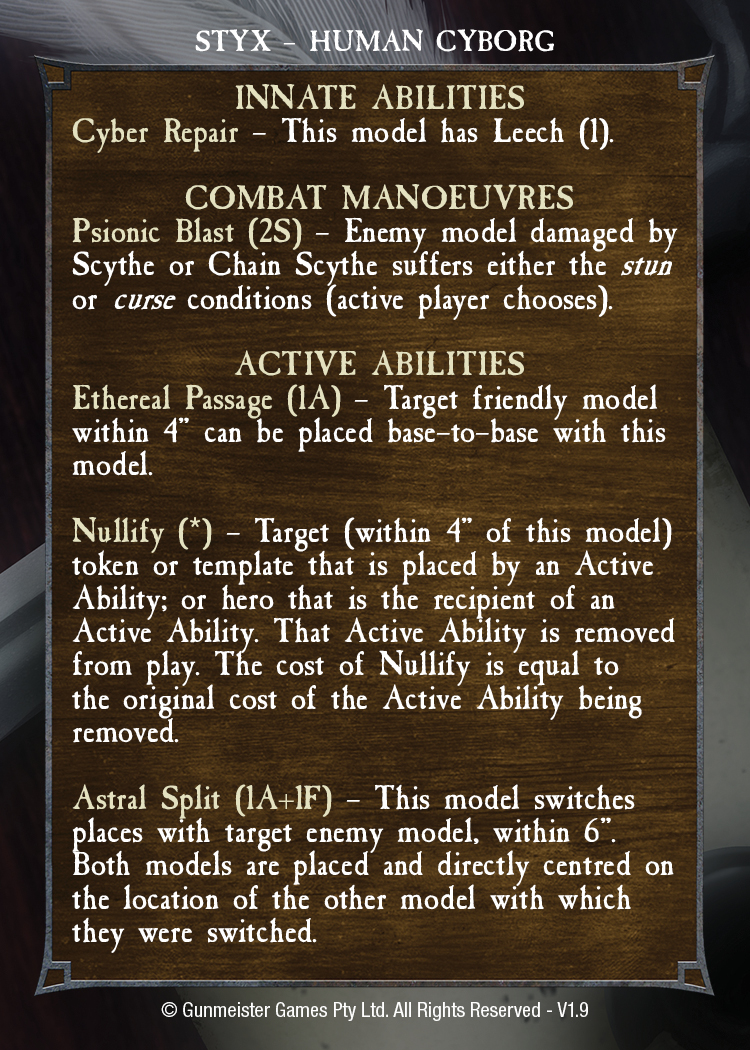 STYX – HUMAN CYBORG
INNATE ABILITIES
Cyber Repair – This model has Leech (1).
COMBAT MANOEUVRES
Psionic Blast (2S) – Enemy model damaged by
Scythe or Chain Scythe suffers either the stun
or curse conditions (active player chooses).
ACTIVE ABILITIES
Ethereal Passage (1A) – Target friendly model
within 4” can be placed base-to-base with this
model.
Nullify (*) – Target (within 4” of this model)
token or template that is placed by an Active
Ability; or hero that is the recipient of an
Active Ability. That Active Ability is removed
from play. The cost of Nullify is equal to
the original cost of the Active Ability being
removed.
Astral Split (1A+1F) – This model switches
places with target enemy model, within 6”.
Both models are placed and directly centred on
the location of the other model with which
they were switched.
© Gunmeister Games Pty Ltd. All Rights Reserved - V1.9